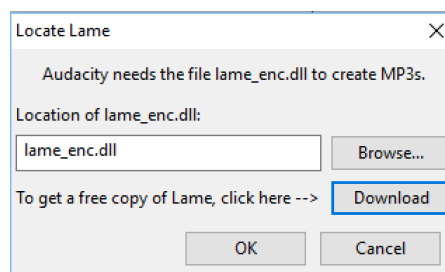 Locate Lame
Audacity needs the file lame_enc.dll to create MP3s.
Location of lame_enc.dll:
lame_enc.dll
Browse...
To get a free copy of Lame, click here -->
Download
OK
Cancel